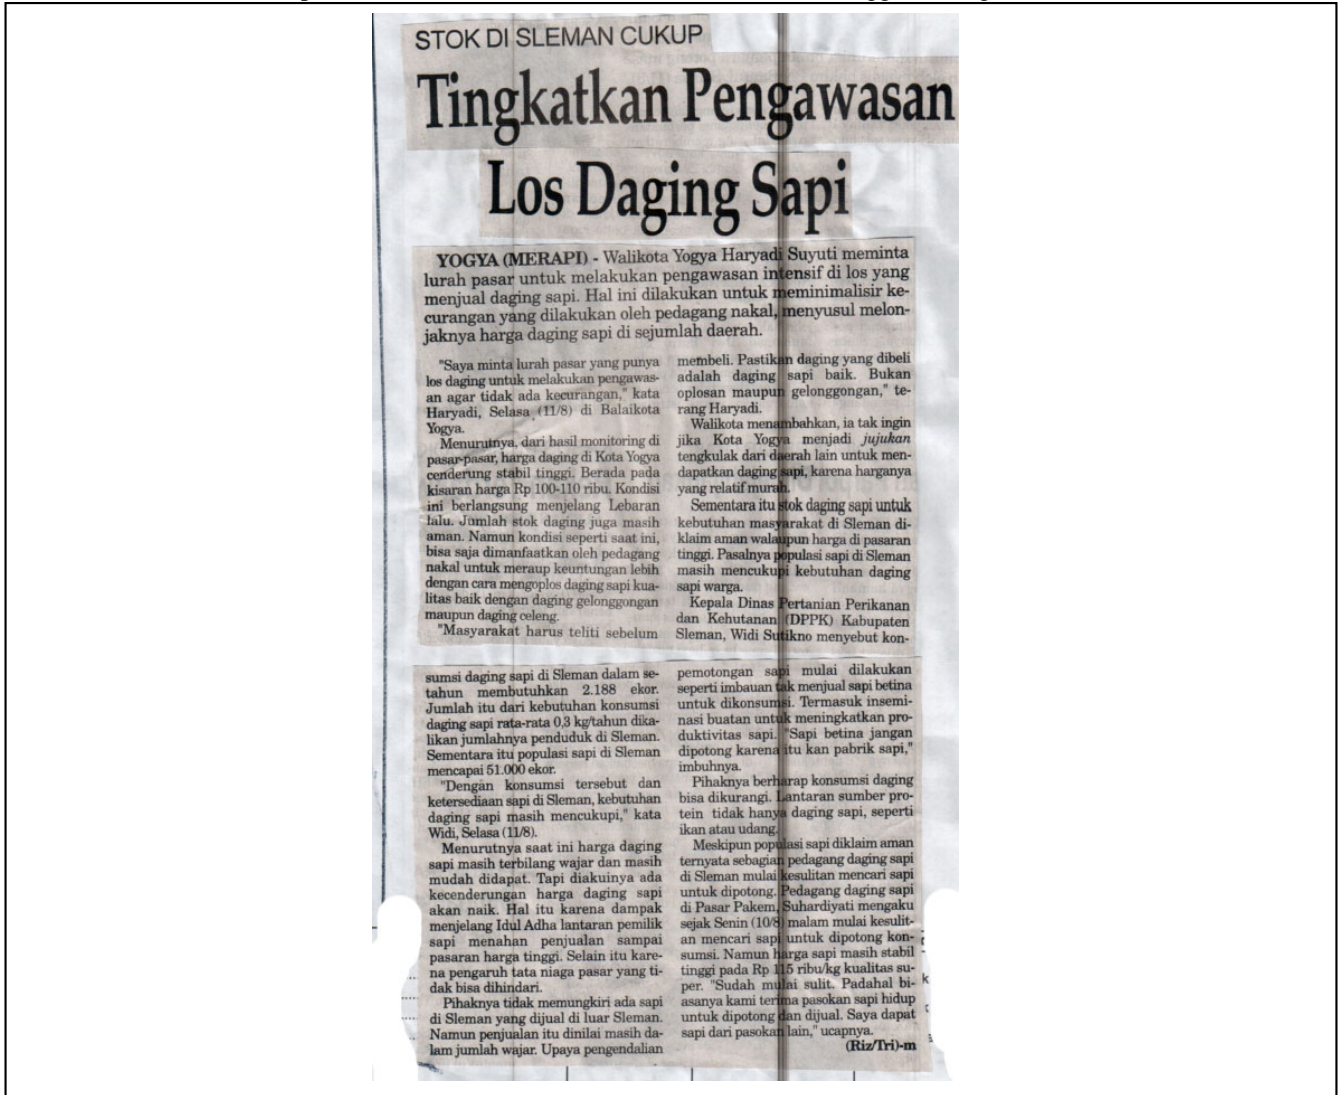 STOK DI SLEMAN CUKUP
Tingkatkan Pengawasan
Los Daging Sapi
YOGYA (MERAPI) - Walikota Yogya Haryadi Suyuti meminta
lurah pasar untuk melakukan pengawasan intensif di los yang
menjual daging sapi. Hal ini dilakukan untuk meminimalisir ke-
curangan yang dilakukan oleh pedagang nakal, menyusul melon-
jaknya harga daging sapi di sejumlah daerah.
"Saya minta lurah pasar yang punya
los daging untuk melakukan pengawas-
an agar tidak ada kecurangan," kata
Haryadi, Selasa (11/8) di Balaikota
Yogya.
Menurutnya, dari hasil monitoring di
pasar-pasar, harga daging di Kota Yogya
cenderung stabil tinggi. Berada pada
kisaran harga Rp 100-110 ribu. Kondisi
ini berlangsung menjelang Lebaran
lalu. Jumlah stok daging juga masih
aman. Namun kondisi seperti saat ini,
bisa saja dimanfaatkan oleh pedagang
nakal untuk meraup keuntungan lebih
dengan cara mengoplos daging sapi kua-
litas baik dengan daging gelonggongan
maupun daging celeng.
"Masyarakat harus teliti sebelum
membeli. Pastikan daging yang dibeli
adalah daging sapi baik. Bukan
oplosan maupun gelonggongan," te-
rang Haryadi.
Walikota menambahkan, ia tak ingin
jika Kota Yogya menjadi jujukan
tengkulak dari daerah lain untuk men-
dapatkan daging sapi, karena harganya
yang relatif murah.
Sementara itu stok daging sapi untuk
kebutuhan masyarakat di Sleman di-
klaim aman walaupun harga di pasaran
tinggi. Pasalnya populasi sapi di Sleman
masih mencukupi kebutuhan daging
sapi warga.
Kepala Dinas Pertanian Perikanan
dan Kehutanan (DPPK) Kabupaten
Sleman, Widi Sutikno menyebut kon-
sumsi daging sapi di Sleman dalam se-
tahun membutuhkan 2.188 ekor.
Jumlah itu dari kebutuhan konsumsi
daging sapi rata-rata 0,3 kg/tahun dika-
likan jumlahnya penduduk di Sleman.
Sementara itu populasi sapi di Sleman
mencapai 51.000 ekor.
"Dengan konsumsi tersebut dan
ketersediaan sapi di Sleman, kebutuhan
daging sapi masih mencukupi," kata
Widi, Selasa (11/8).
Menurutnya saat ini harga daging
sapi masih terbilang wajar dan masih
mudah didapat. Tapi diakuinya ada
kecenderungan harga daging sapi
akan naik. Hal itu karena dampak
menjelang Idul Adha lantaran pemilik
sapi menahan penjualan sampai
pasaran harga tinggi. Selain itu kare-
na pengaruh tata niaga pasar yang ti-
dak bisa dihindari.
Pihaknya tidak memungkiri ada sapi
di Sleman yang dijual di luar Sleman.
Namun penjualan itu dinilai masih da-
lam jumlah wajar. Upaya pengendalian
pemotongan sapi mulai dilakukan
seperti imbauan tak menjual sapi betina
untuk dikonsumsi. Termasuk insemi-
nasi buatan untuk meningkatkan pro-
duktivitas sapi. "Sapi betina jangan
dipotong karena itu kan pabrik sapi,"
imbuhnya.
Pihaknya berharap konsumsi daging
bisa dikurangi. Lantaran sumber pro-
tein tidak hanya daging sapi, seperti
ikan atau udang.
Meskipun populasi sapi diklaim aman
ternyata sebagian pedagang daging sapi
di Sleman mulai kesulitan mencari sapi
untuk dipotong. Pedagang daging sapi
di Pasar Pakem, Suhardiyati mengaku
sejak Senin (10/8) malam mulai kesulit-
an mencari sapi untuk dipotong kon-
sumsi. Namun harga sapi masih stabil
tinggi pada Rp 115 ribu/kg kualitas su-
per. "Sudah mulai sulit. Padahal bi-
asanya kami terima pasokan sapi hidup
untuk dipotong dan dijual. Saya dapat
sapi dari pasokan lain," ucapnya.
(Riz/Tri)-m